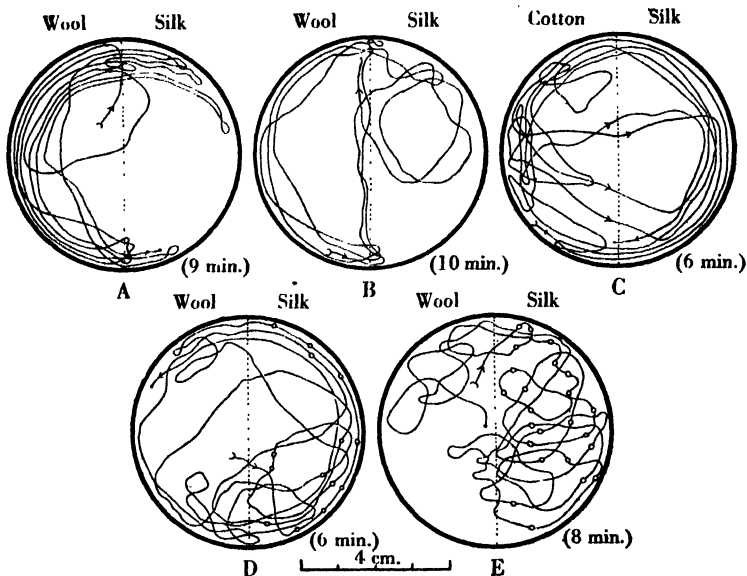 Wool Silk Wool Silk Cotton Silk
(9 min.) (10 min.) (6 min.)
A B C
Wool Silk Wool Silk
(6 min.) (8 min.)
D 4 cm. E